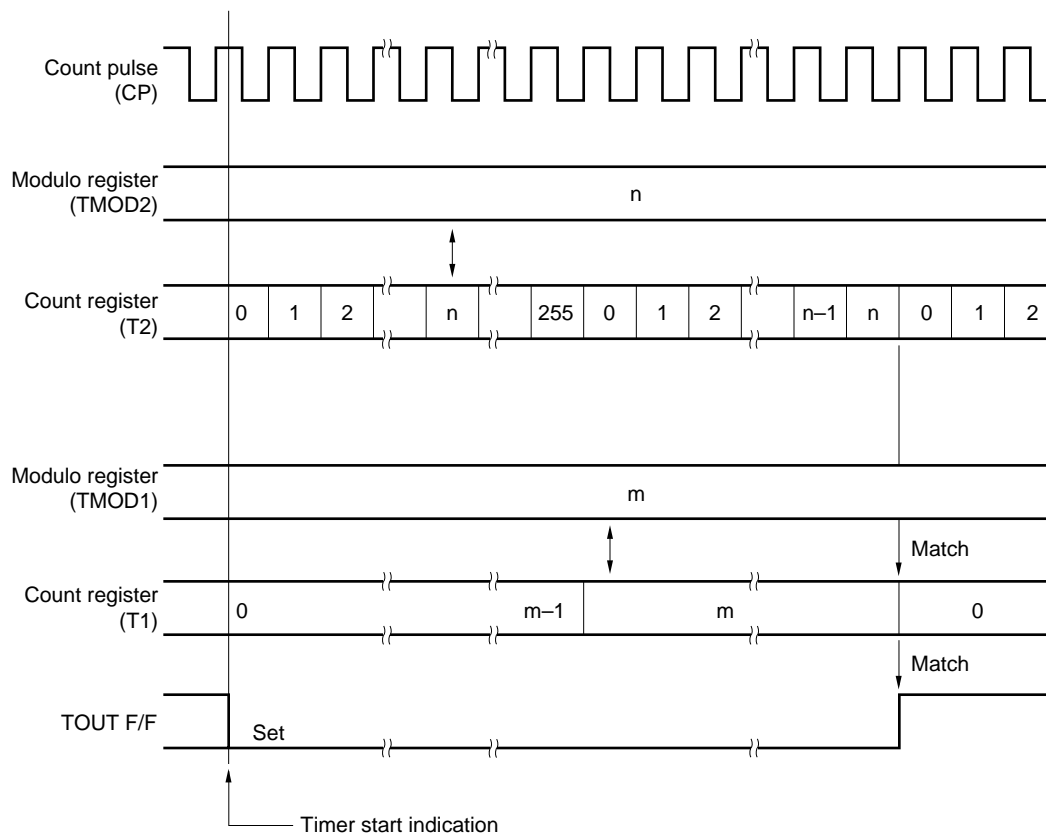 Count pulse
(CP)
Modulo register
(TMOD2)
n
Count register
(T2)
0 1 2 n 255 0 1 2 n–1 n 0 1 2
Modulo register
(TMOD1)
m
Match
Count register
(T1)
0 m–1 m 0
Match
TOUT F/F
Set
Timer start indication